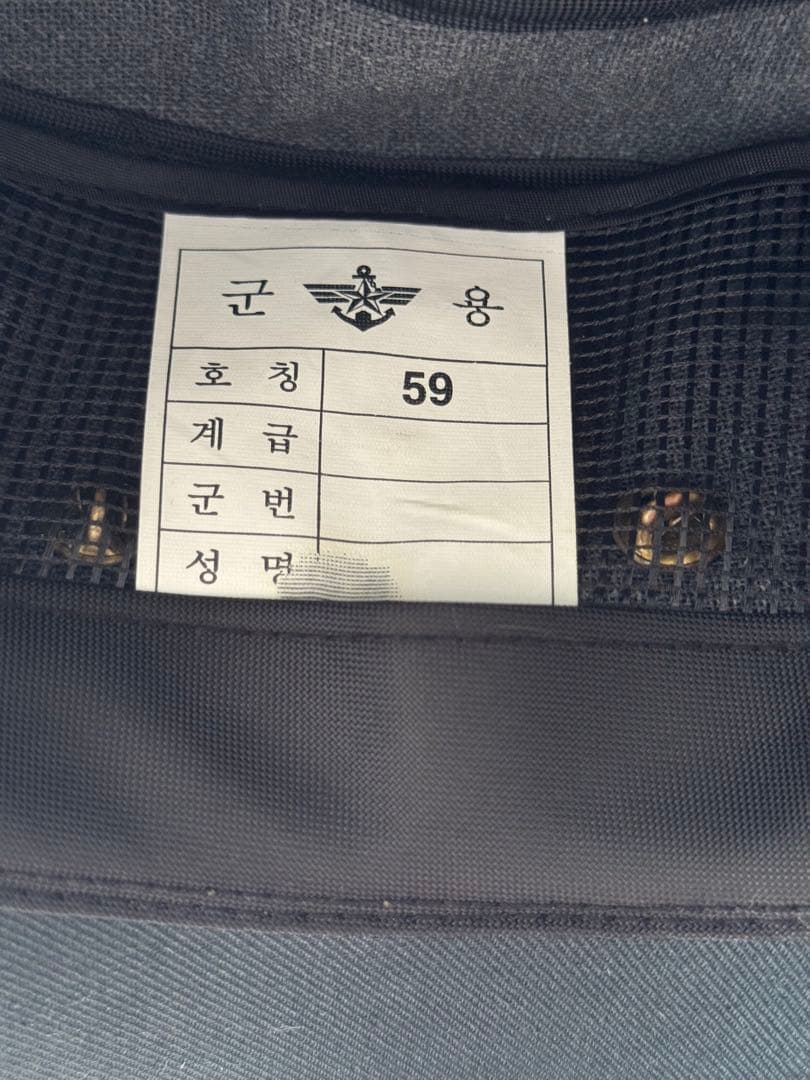 군 용
호 칭 59
계 급
군 번
성 명